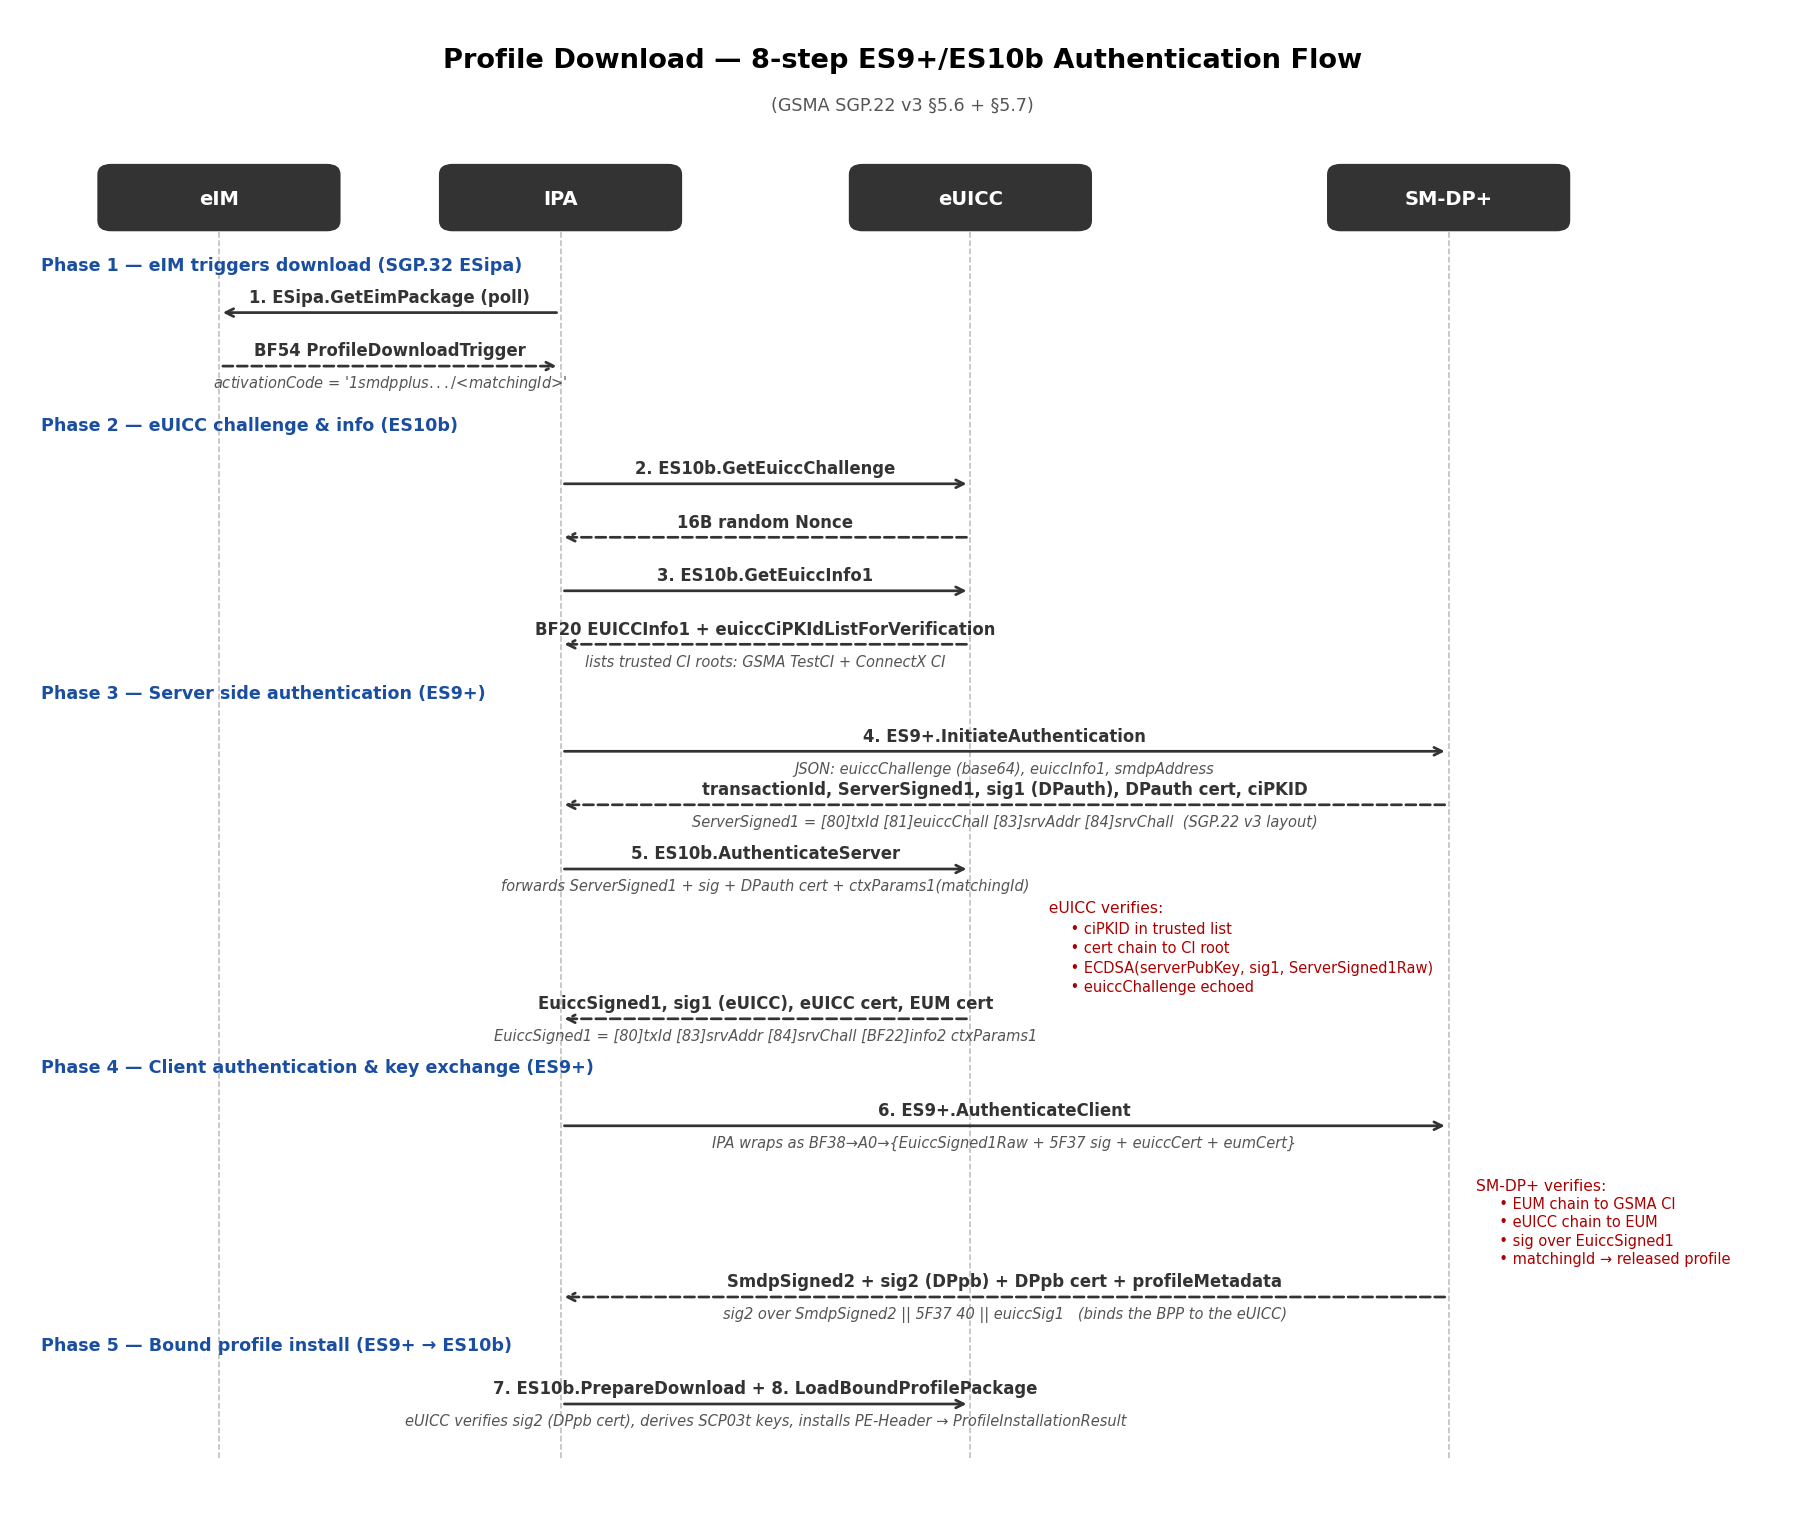 Profile Download — 8-step ES9+/ES10b Authentication Flow
(GSMA SGP.22 v3 §5.6 + §5.7)
eIM
IPA
eUICC
SM-DP+
Phase 1 — eIM triggers download (SGP.32 ESipa)
1. ESipa.GetEimPackage (poll)
BF54 ProfileDownloadTrigger
activationCode = '1smdpplus.../<matchingId>'
Phase 2 — eUICC challenge & info (ES10b)
2. ES10b.GetEuiccChallenge
16B random Nonce
3. ES10b.GetEuiccInfo1
BF20 EUICCInfo1 + euiccCiPKIdListForVerification
lists trusted CI roots: GSMA TestCI + ConnectX CI
Phase 3 — Server side authentication (ES9+)
4. ES9+.InitiateAuthentication
JSON: euiccChallenge (base64), euiccInfo1, smdpAddress
transactionId, ServerSigned1, sig1 (DPauth), DPauth cert, ciPKID
ServerSigned1 = [80]txId [81]euiccChall [83]srvAddr [84]srvChall  (SGP.22 v3 layout)
5. ES10b.AuthenticateServer
forwards ServerSigned1 + sig + DPauth cert + ctxParams1(matchingId)
eUICC verifies:
• ciPKID in trusted list
• cert chain to CI root
• ECDSA(serverPubKey, sig1, ServerSigned1Raw)
• euiccChallenge echoed
EuiccSigned1, sig1 (eUICC), eUICC cert, EUM cert
EuiccSigned1 = [80]txId [83]srvAddr [84]srvChall [BF22]info2 ctxParams1
Phase 4 — Client authentication & key exchange (ES9+)
6. ES9+.AuthenticateClient
IPA wraps as BF38→A0→{EuiccSigned1Raw + 5F37 sig + euiccCert + eumCert}
SM-DP+ verifies:
• EUM chain to GSMA CI
• eUICC chain to EUM
• sig over EuiccSigned1
• matchingId → released profile
SmdpSigned2 + sig2 (DPpb) + DPpb cert + profileMetadata
sig2 over SmdpSigned2 || 5F37 40 || euiccSig1   (binds the BPP to the eUICC)
Phase 5 — Bound profile install (ES9+ → ES10b)
7. ES10b.PrepareDownload + 8. LoadBoundProfilePackage
eUICC verifies sig2 (DPpb cert), derives SCP03t keys, installs PE-Header → ProfileInstallationResult